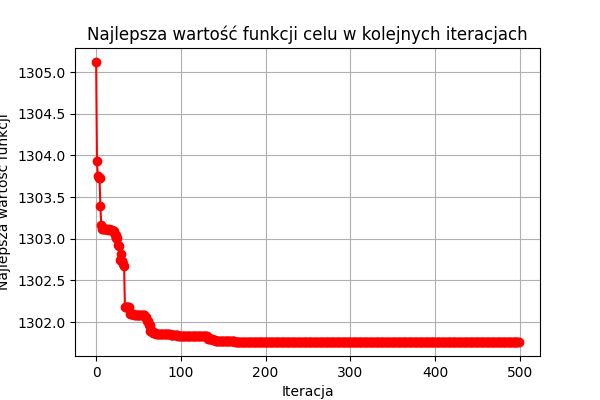 Najlepsza wartość funkcji celu w kolejnych iteracjach
Najlepsza wartość funkcji
1305.0
1304.5
1304.0
1303.5
1303.0
1302.5
1302.0
0 100 200 300 400 500
Iteracja